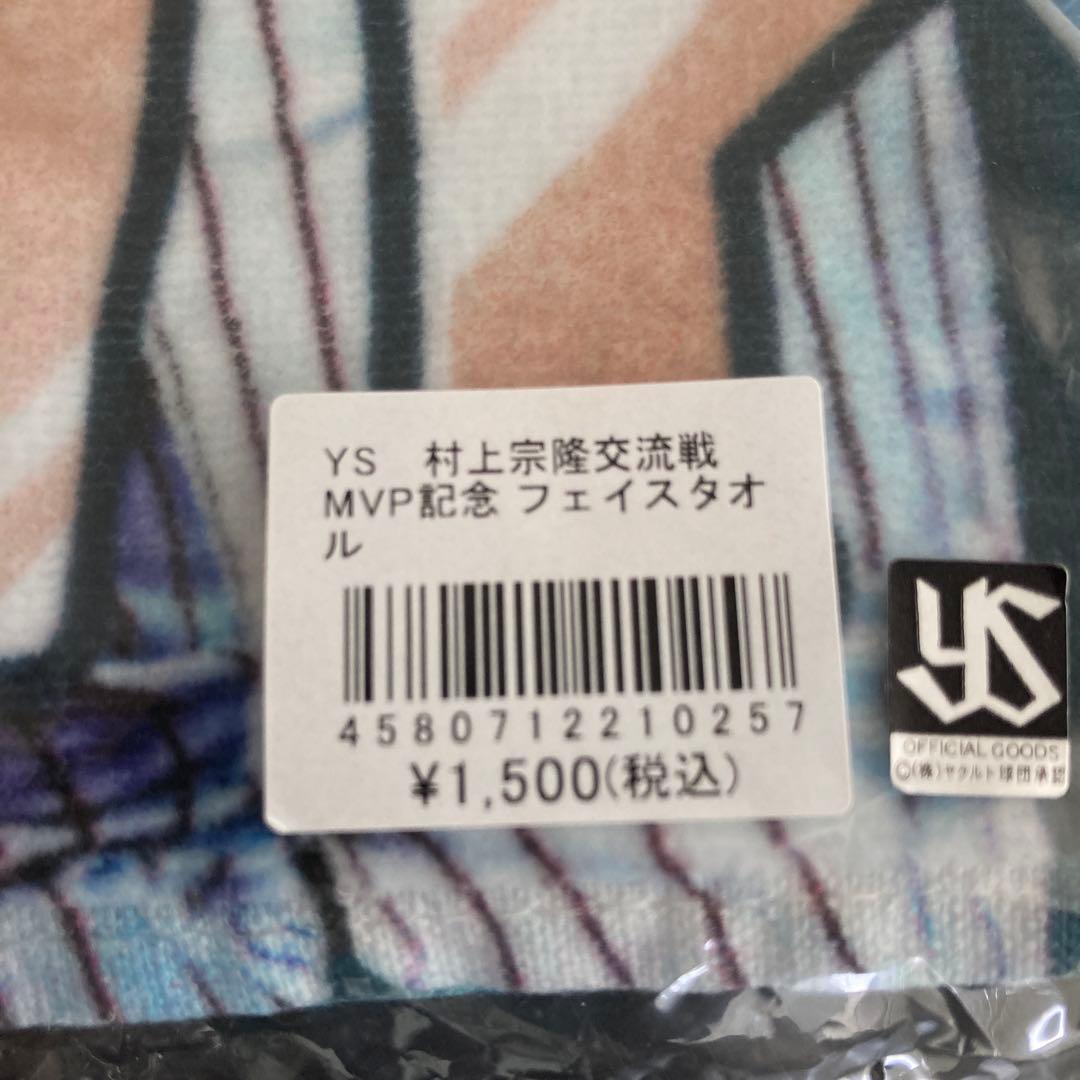 YS 村上宗隆交流戦
MVP記念 フェイスタオ
ル
4580712210257
¥1,500(税込)
YS
OFFICIAL GOODS
©(株)ヤクルト球団承認